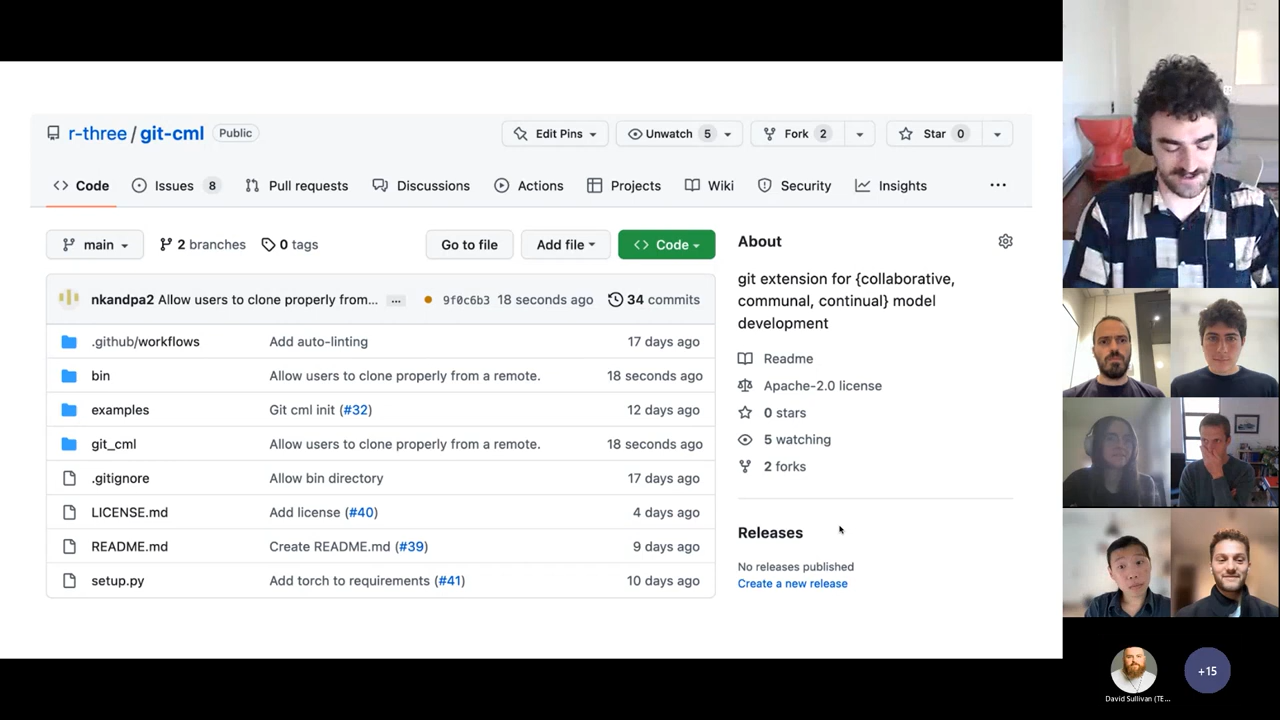 r-three / git-cml Public
Edit Pins
Unwatch 5
Fork 2
Star 0
Code
Issues 8
Pull requests
Discussions
Actions
Projects
Wiki
Security
Insights
...
main
2 branches
0 tags
Go to file
Add file
Code
nkandpa2 Allow users to clone properly from... ... 9f0c6b3 18 seconds ago 34 commits
.github/workflows Add auto-linting 17 days ago
bin Allow users to clone properly from a remote. 18 seconds ago
examples Git cml init (#32) 12 days ago
git_cml Allow users to clone properly from a remote. 18 seconds ago
.gitignore Allow bin directory 17 days ago
LICENSE.md Add license (#40) 4 days ago
README.md Create README.md (#39) 9 days ago
setup.py Add torch to requirements (#41) 10 days ago
About
git extension for {collaborative,
communal, continual} model
development
Readme
Apache-2.0 license
0 stars
5 watching
2 forks
Releases
No releases published
Create a new release
David Sullivan (TE...
+15